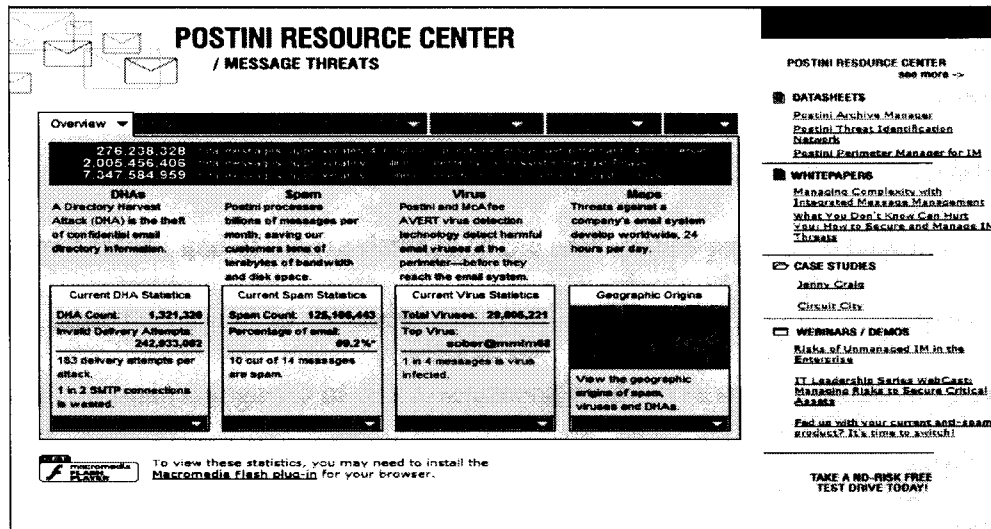 POSTINI RESOURCE CENTER
/ MESSAGE THREATS
Overview
276,238,328
2,005,456,406
7,347,584,959
DHAs
A Directory Harvest
Attack (DHA) is the theft
of confidential email
directory information.
Spam
Postini processes
billions of messages per
month, saving our
customers tens of
terabytes of bandwidth
and disk space.
Virus
Postini and McAfee
AVERT virus detection
technology detect harmful
email viruses at the
perimeter—before they
reach the email system.
Maps
Threats against a
company's email system
develop worldwide, 24
hours per day.
Current DHA Statistics
DHA Count:
Invalid Delivery Attempts:
183 delivery attempts per
attack.
1 in 2 SMTP connections
is wasted.
Current Spam Statistics
Spam Count:
Percentage of email:
10 out of 14 messages
are spam.
Current Virus Statistics
Total Viruses:
Top Virus:
1 in 4 messages is virus
infected.
Geographic Origins
View the geographic
origins of spam,
viruses and DHAs.
macromedia
FLASH
PLAYER
To view these statistics, you may need to install the
Macromedia Flash plug-in for your browser.
POSTINI RESOURCE CENTER
see more ->
DATASHEETS
Postini Archive Manager
Postini Threat Identification
Network
Postini Perimeter Manager for IM
WHITEPAPERS
Managing Complexity with
Integrated Message Management
What You Don't Know Can Hurt
You: How to Secure and Manage IM
Threats
CASE STUDIES
Jenny Craig
Circuit City
WEBINARS / DEMOS
Risks of Unmanaged IM in the
Enterprise
IT Leadership Series WebCast:
Managing Risks to Secure Critical
Assets
Fed up with your current anti-spam
product? It's time to switch!
TAKE A NO-RISK FREE
TEST DRIVE TODAY!